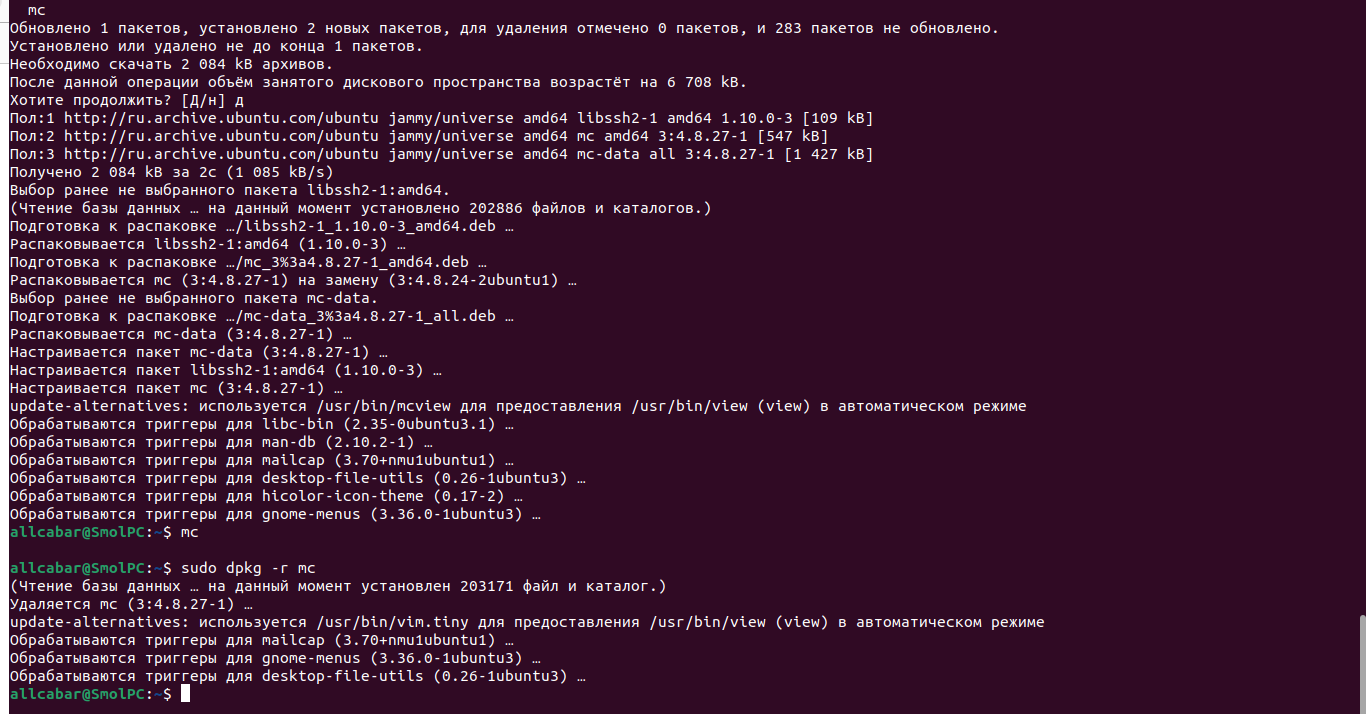 mc
Обновлено 1 пакетов, установлено 2 новых пакетов, для удаления отмечено 0 пакетов, и 283 пакетов не обновлено.
Установлено или удалено не до конца 1 пакетов.
Необходимо скачать 2 084 kB архивов.
После данной операции объём занятого дискового пространства возрастёт на 6 708 kB.
Хотите продолжить? [Д/н] д
Пол:1 http://ru.archive.ubuntu.com/ubuntu jammy/universe amd64 libssh2-1 amd64 1.10.0-3 [109 kB]
Пол:2 http://ru.archive.ubuntu.com/ubuntu jammy/universe amd64 mc amd64 3:4.8.27-1 [547 kB]
Пол:3 http://ru.archive.ubuntu.com/ubuntu jammy/universe amd64 mc-data all 3:4.8.27-1 [1 427 kB]
Получено 2 084 kB за 2с (1 085 kB/s)
Выбор ранее не выбранного пакета libssh2-1:amd64.
(Чтение базы данных … на данный момент установлено 202886 файлов и каталогов.)
Подготовка к распаковке …/libssh2-1_1.10.0-3_amd64.deb …
Распаковывается libssh2-1:amd64 (1.10.0-3) …
Подготовка к распаковке …/mc_3%3a4.8.27-1_amd64.deb …
Распаковывается mc (3:4.8.27-1) на замену (3:4.8.24-2ubuntu1) …
Выбор ранее не выбранного пакета mc-data.
Подготовка к распаковке …/mc-data_3%3a4.8.27-1_all.deb …
Распаковывается mc-data (3:4.8.27-1) …
Настраивается пакет mc-data (3:4.8.27-1) …
Настраивается пакет libssh2-1:amd64 (1.10.0-3) …
Настраивается пакет mc (3:4.8.27-1) …
update-alternatives: используется /usr/bin/mcview для предоставления /usr/bin/view (view) в автоматическом режиме
Обрабатываются триггеры для libc-bin (2.35-0ubuntu3.1) …
Обрабатываются триггеры для man-db (2.10.2-1) …
Обрабатываются триггеры для mailcap (3.70+nmu1ubuntu1) …
Обрабатываются триггеры для desktop-file-utils (0.26-1ubuntu3) …
Обрабатываются триггеры для hicolor-icon-theme (0.17-2) …
Обрабатываются триггеры для gnome-menus (3.36.0-1ubuntu3) …
allcabar@SmolPC:~$ mc
allcabar@SmolPC:~$ sudo dpkg -r mc
(Чтение базы данных … на данный момент установлен 203171 файл и каталог.)
Удаляется mc (3:4.8.27-1) …
update-alternatives: используется /usr/bin/vim.tiny для предоставления /usr/bin/view (view) в автоматическом режиме
Обрабатываются триггеры для mailcap (3.70+nmu1ubuntu1) …
Обрабатываются триггеры для gnome-menus (3.36.0-1ubuntu3) …
Обрабатываются триггеры для desktop-file-utils (0.26-1ubuntu3) …
allcabar@SmolPC:~$